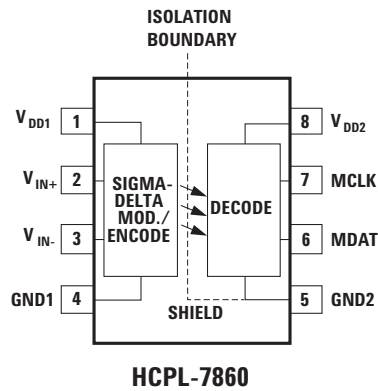 ISOLATION
BOUNDARY
VDD1 1
8 VDD2
VIN+ 2
7 MCLK
VIN- 3
6 MDAT
GND1 4
5 GND2
SIGMA-
DELTA
MOD./
ENCODE
DECODE
SHIELD
HCPL-7860